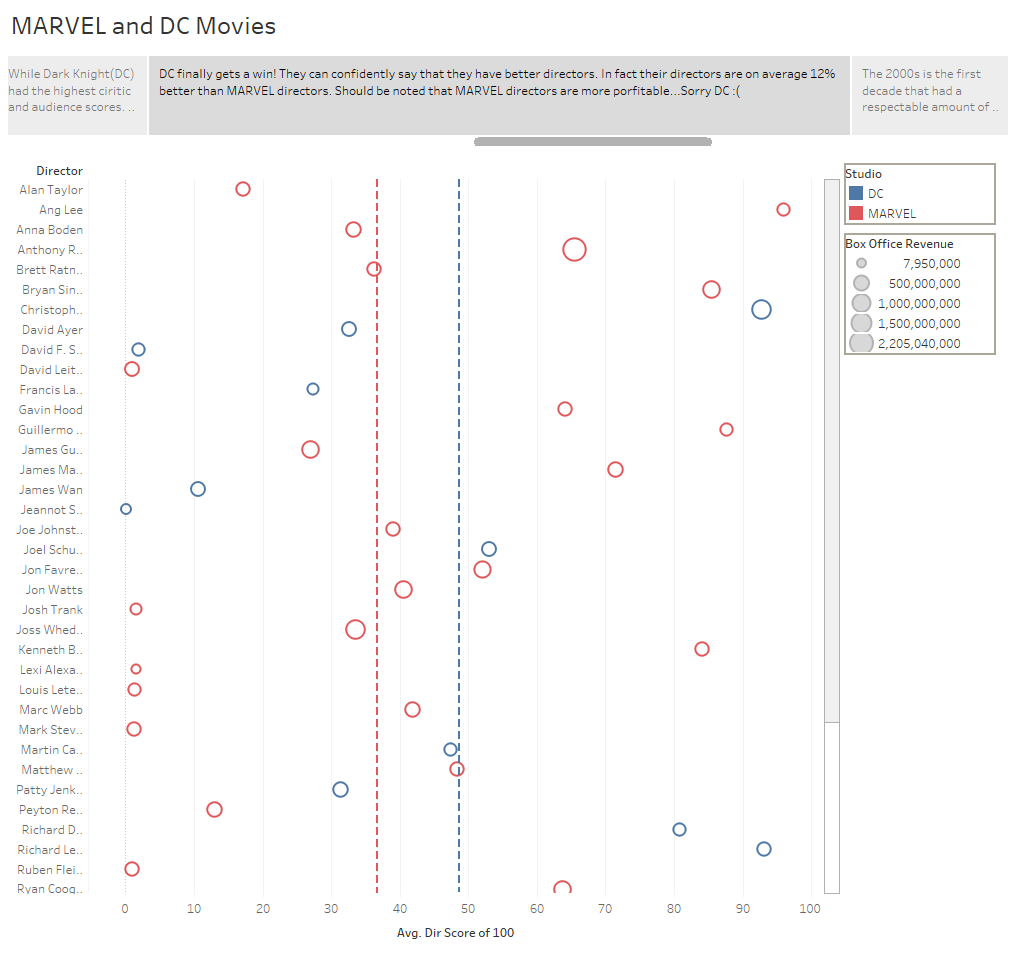 MARVEL and DC Movies
While Dark Knight(DC)
had the highest ciritic
and audience scores. ..
DC finally gets a win! They can confidently say that they have better directors. In fact their directors are on average 12%
better than MARVEL directors. Should be noted that MARVEL directors are more porfitable...Sorry DC :(
The 2000s is the first
decade that had a
respectable amount of ..
Director
Alan Taylor
Ang Lee
Anna Boden
Anthony R..
Brett Ratn..
Bryan Sin..
Christoph..
David Ayer
David F. S..
David Leit..
Francis La..
Gavin Hood
Guillermo ..
James Gu..
James Ma..
James Wan
Jeannot S..
Joe Johnst..
Joel Schu..
Jon Favre..
Jon Watts
Josh Trank
Joss Whed..
Kenneth B..
Lexi Alexa..
Louis Lete..
Marc Webb
Mark Stev..
Martin Ca..
Matthew ..
Patty Jenk..
Peyton Re..
Richard D..
Richard Le..
Ruben Flei..
Ryan Coog..
0 10 20 30 40 50 60 70 80 90 100
Avg. Dir Score of 100
Studio
DC
MARVEL
Box Office Revenue
7,950,000
500,000,000
1,000,000,000
1,500,000,000
2,205,040,000